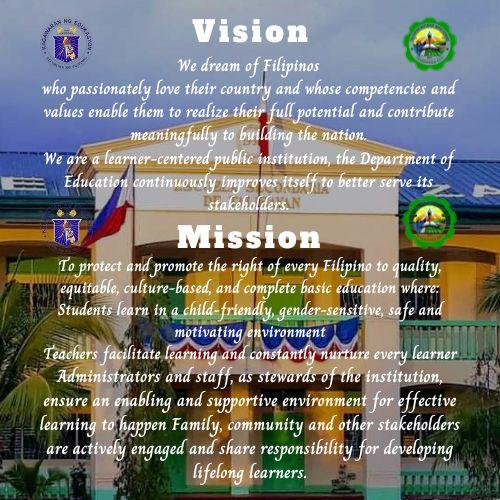 Vision
We dream of Filipinos
who passionately love their country and whose competencies and
values enable them to realize their full potential and contribute
meaningfully to building the nation.
We are a learner-centered public institution, the Department of
Education continuously improves itself to better serve its
stakeholders.
Mission
To protect and promote the right of every Filipino to quality,
equitable, culture-based, and complete basic education where:
Students learn in a child-friendly, gender-sensitive, safe and
motivating environment
Teachers facilitate learning and constantly nurture every learner
Administrators and staff, as stewards of the institution,
ensure an enabling and supportive environment for effective
learning to happen Family, community and other stakeholders
are actively engaged and share responsibility for developing
lifelong learners.
KAGAWARAN NG EDUKASYON